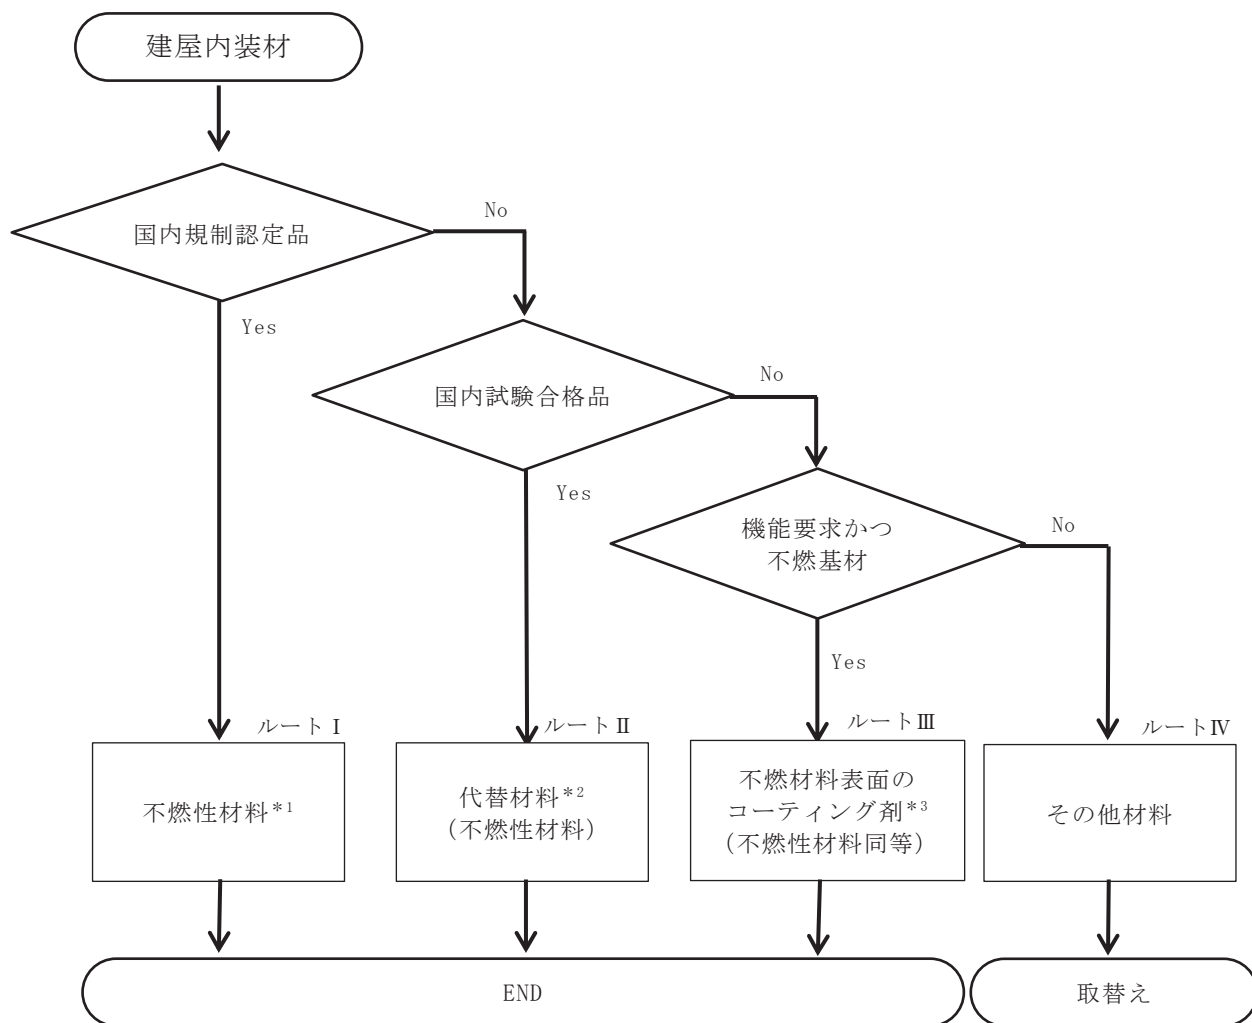 建屋内装材
国内規制認定品
No
Yes
国内試験合格品
No
Yes
機能要求かつ
不燃基材
No
Yes
ルートⅠ
不燃性材料*1
ルートⅡ
代替材料*2
(不燃性材料)
ルートⅢ
不燃材料表面の
コーティング剤*3
(不燃性材料同等)
ルートⅣ
その他材料
END
取替え